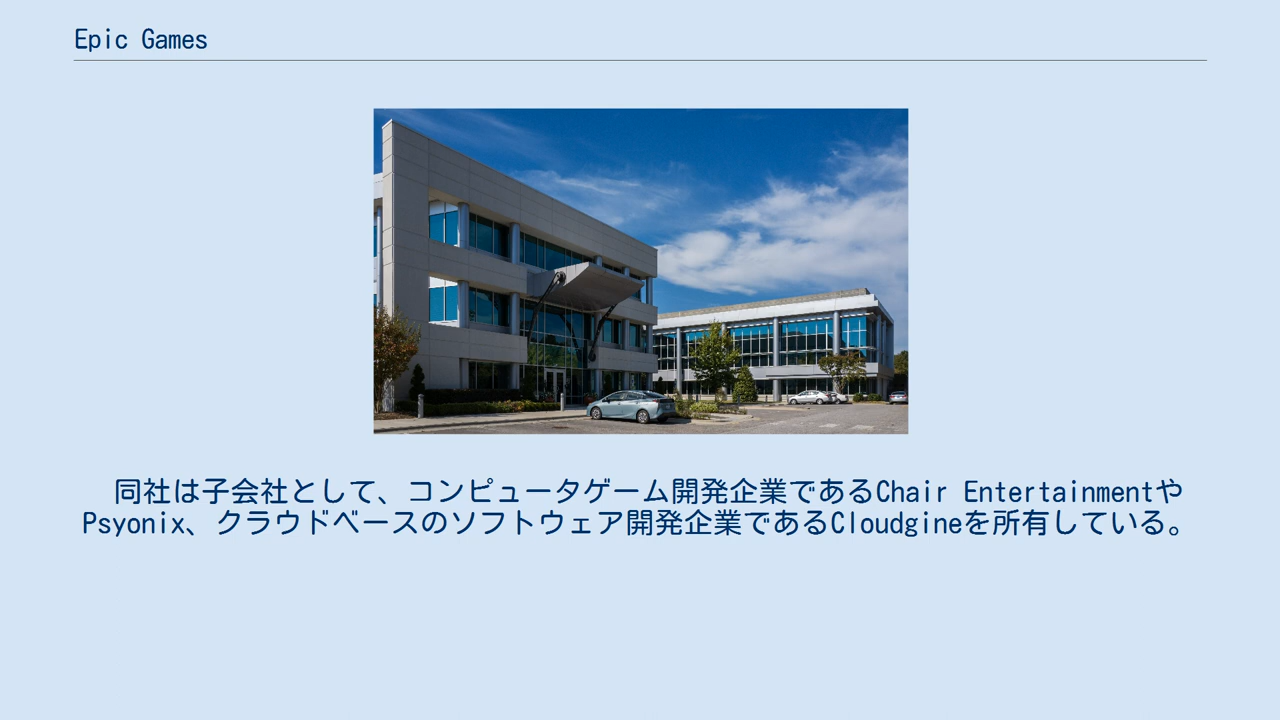 Epic Games
同社は子会社として、コンピュータゲーム開発企業であるChair Entertainmentや
Psyonix、クラウドベースのソフトウェア開発企業であるCloudgineを所有している。